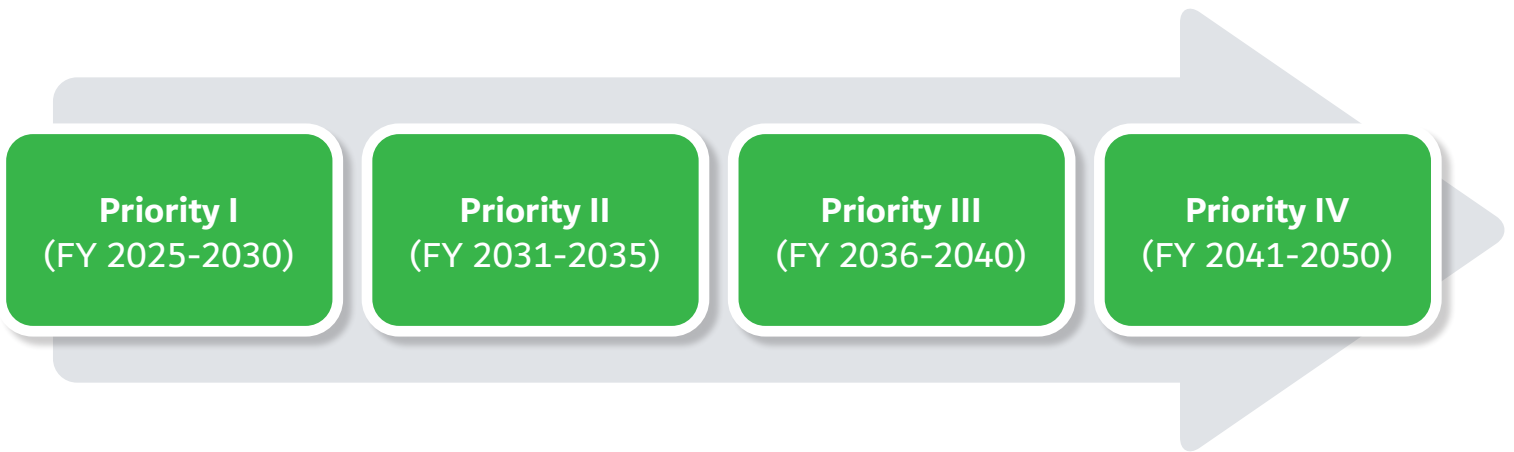 Priority I
(FY 2025-2030)
Priority II
(FY 2031-2035)
Priority III
(FY 2036-2040)
Priority IV
(FY 2041-2050)